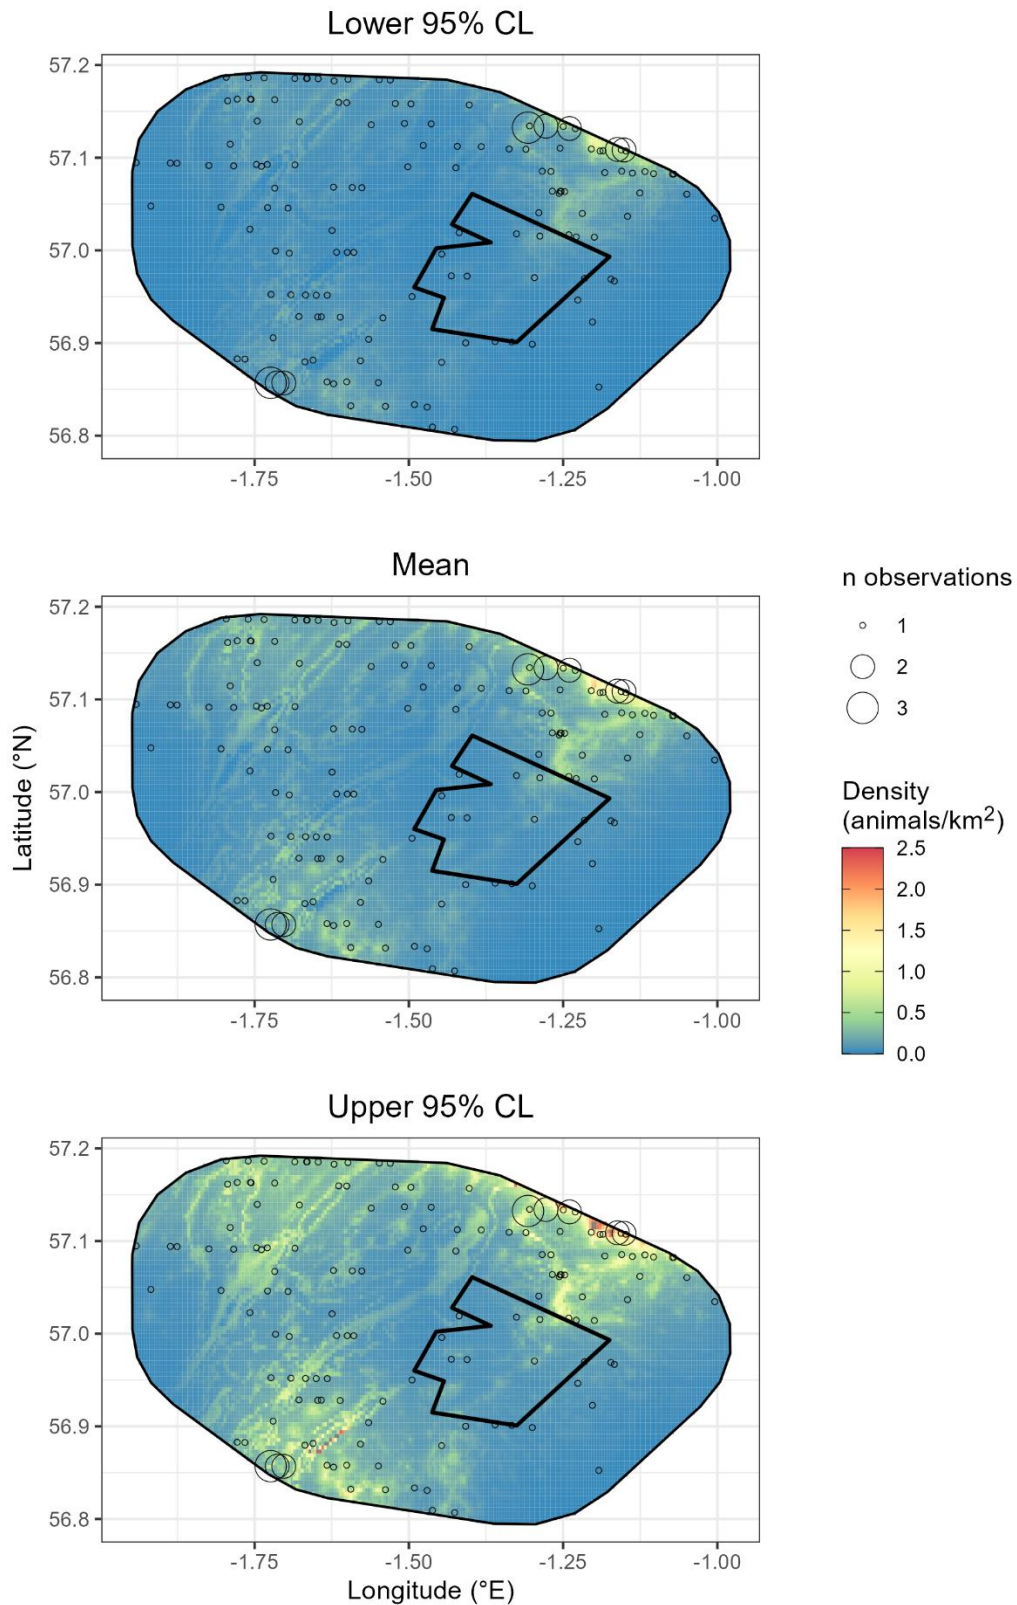 Lower 95% CL
57.2
57.1
57.0
56.9
56.8
-1.75 -1.50 -1.25 -1.00
Mean
57.2
57.1
57.0
56.9
56.8
-1.75 -1.50 -1.25 -1.00
Latitude (°N)
n observations
1
2
3
Density
(animals/km²)
2.5
2.0
1.5
1.0
0.5
0.0
Upper 95% CL
57.2
57.1
57.0
56.9
56.8
-1.75 -1.50 -1.25 -1.00
Longitude (°E)